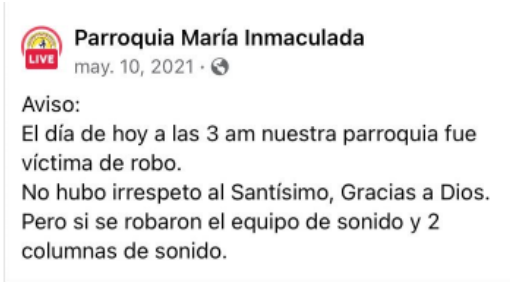 LIVE
Parroquia María Inmaculada
may. 10, 2021 ·
Aviso:
El día de hoy a las 3 am nuestra parroquia fue
víctima de robo.
No hubo irrespeto al Santísimo, Gracias a Dios.
Pero si se robaron el equipo de sonido y 2
columnas de sonido.